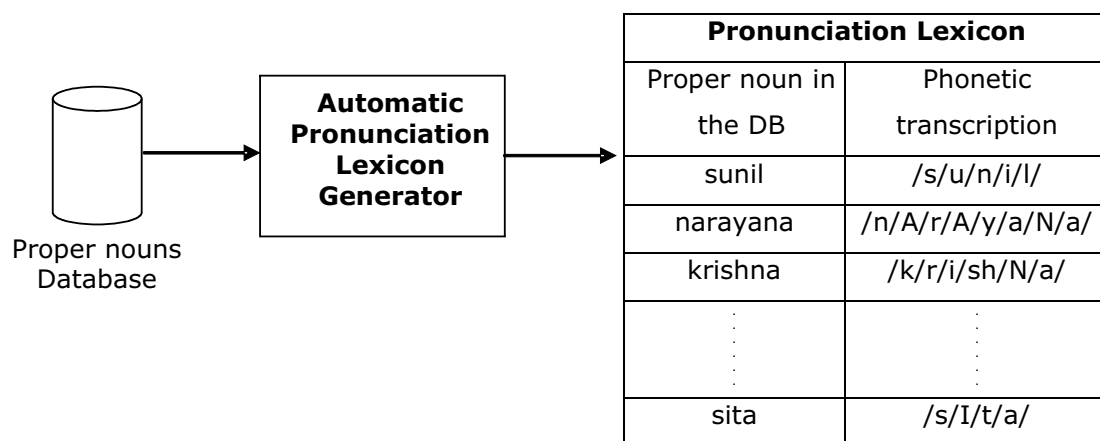 Proper nouns
Database
Automatic
Pronunciation
Lexicon
Generator
Pronunciation Lexicon
Proper noun in
the DB
Phonetic
transcription
sunil /s/u/n/i/l/
narayana /n/A/r/A/y/a/N/a/
krishna /k/r/i/sh/N/a/
sita /s/I/t/a/